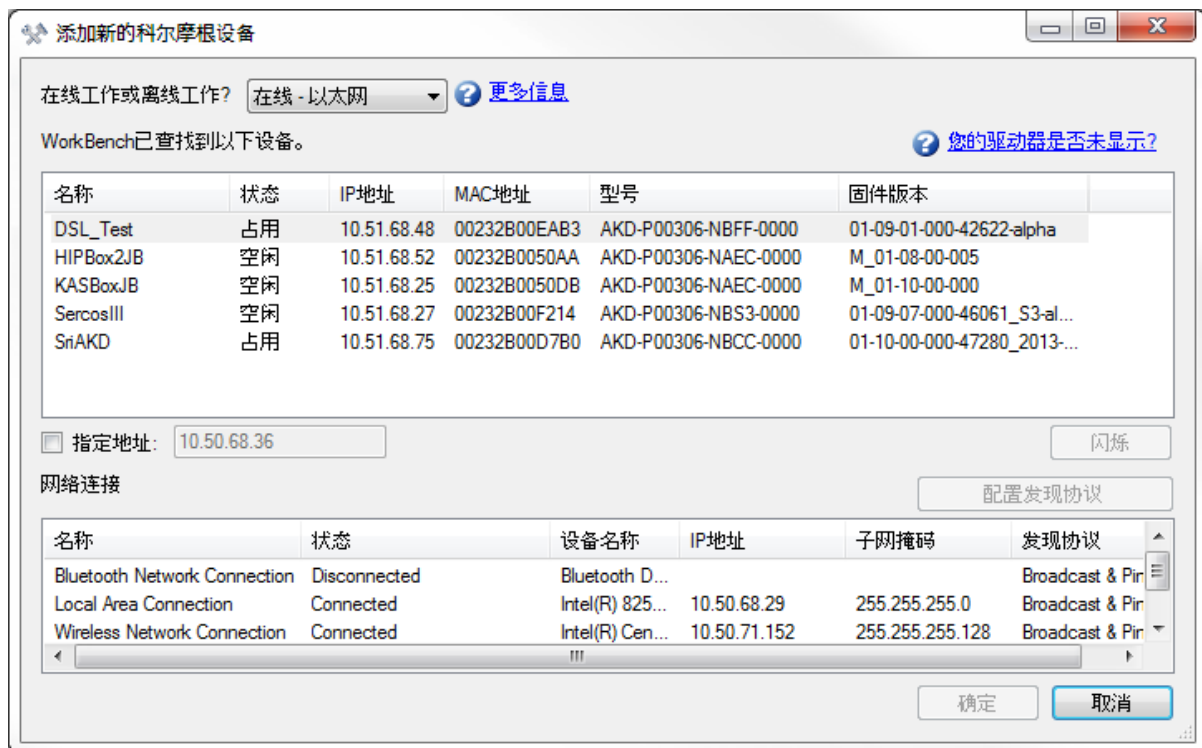 添加新的科尔摩根设备
在线工作或离线工作? 在线 - 以太网 更多信息
WorkBench已查找到以下设备。 您的驱动器是否未显示?
名称 状态 IP地址 MAC地址 型号 固件版本
DSL_Test 占用 10.51.68.48 00232B00EAB3 AKD-P00306-NBFF-0000 01-09-01-000-42622-alpha
HIPBox2JB 空闲 10.51.68.52 00232B0050AA AKD-P00306-NAEC-0000 M_01-08-00-005
KASBoxJB 空闲 10.51.68.25 00232B0050DB AKD-P00306-NAEC-0000 M_01-10-00-000
SercosIII 空闲 10.51.68.27 00232B00F214 AKD-P00306-NBS3-0000 01-09-07-000-46061_S3-al...
SriAKD 占用 10.51.68.75 00232B00D7B0 AKD-P00306-NBCC-0000 01-10-00-000-47280_2013-...
指定地址: 10.50.68.36 闪烁
网络连接 配置发现协议
名称 状态 设备名称 IP地址 子网掩码 发现协议
Bluetooth Network Connection Disconnected Bluetooth D... Broadcast & Pin
Local Area Connection Connected Intel(R) 825... 10.50.68.29 255.255.255.0 Broadcast & Pin
Wireless Network Connection Connected Intel(R) Cen... 10.50.71.152 255.255.255.128 Broadcast & Pin
确定 取消